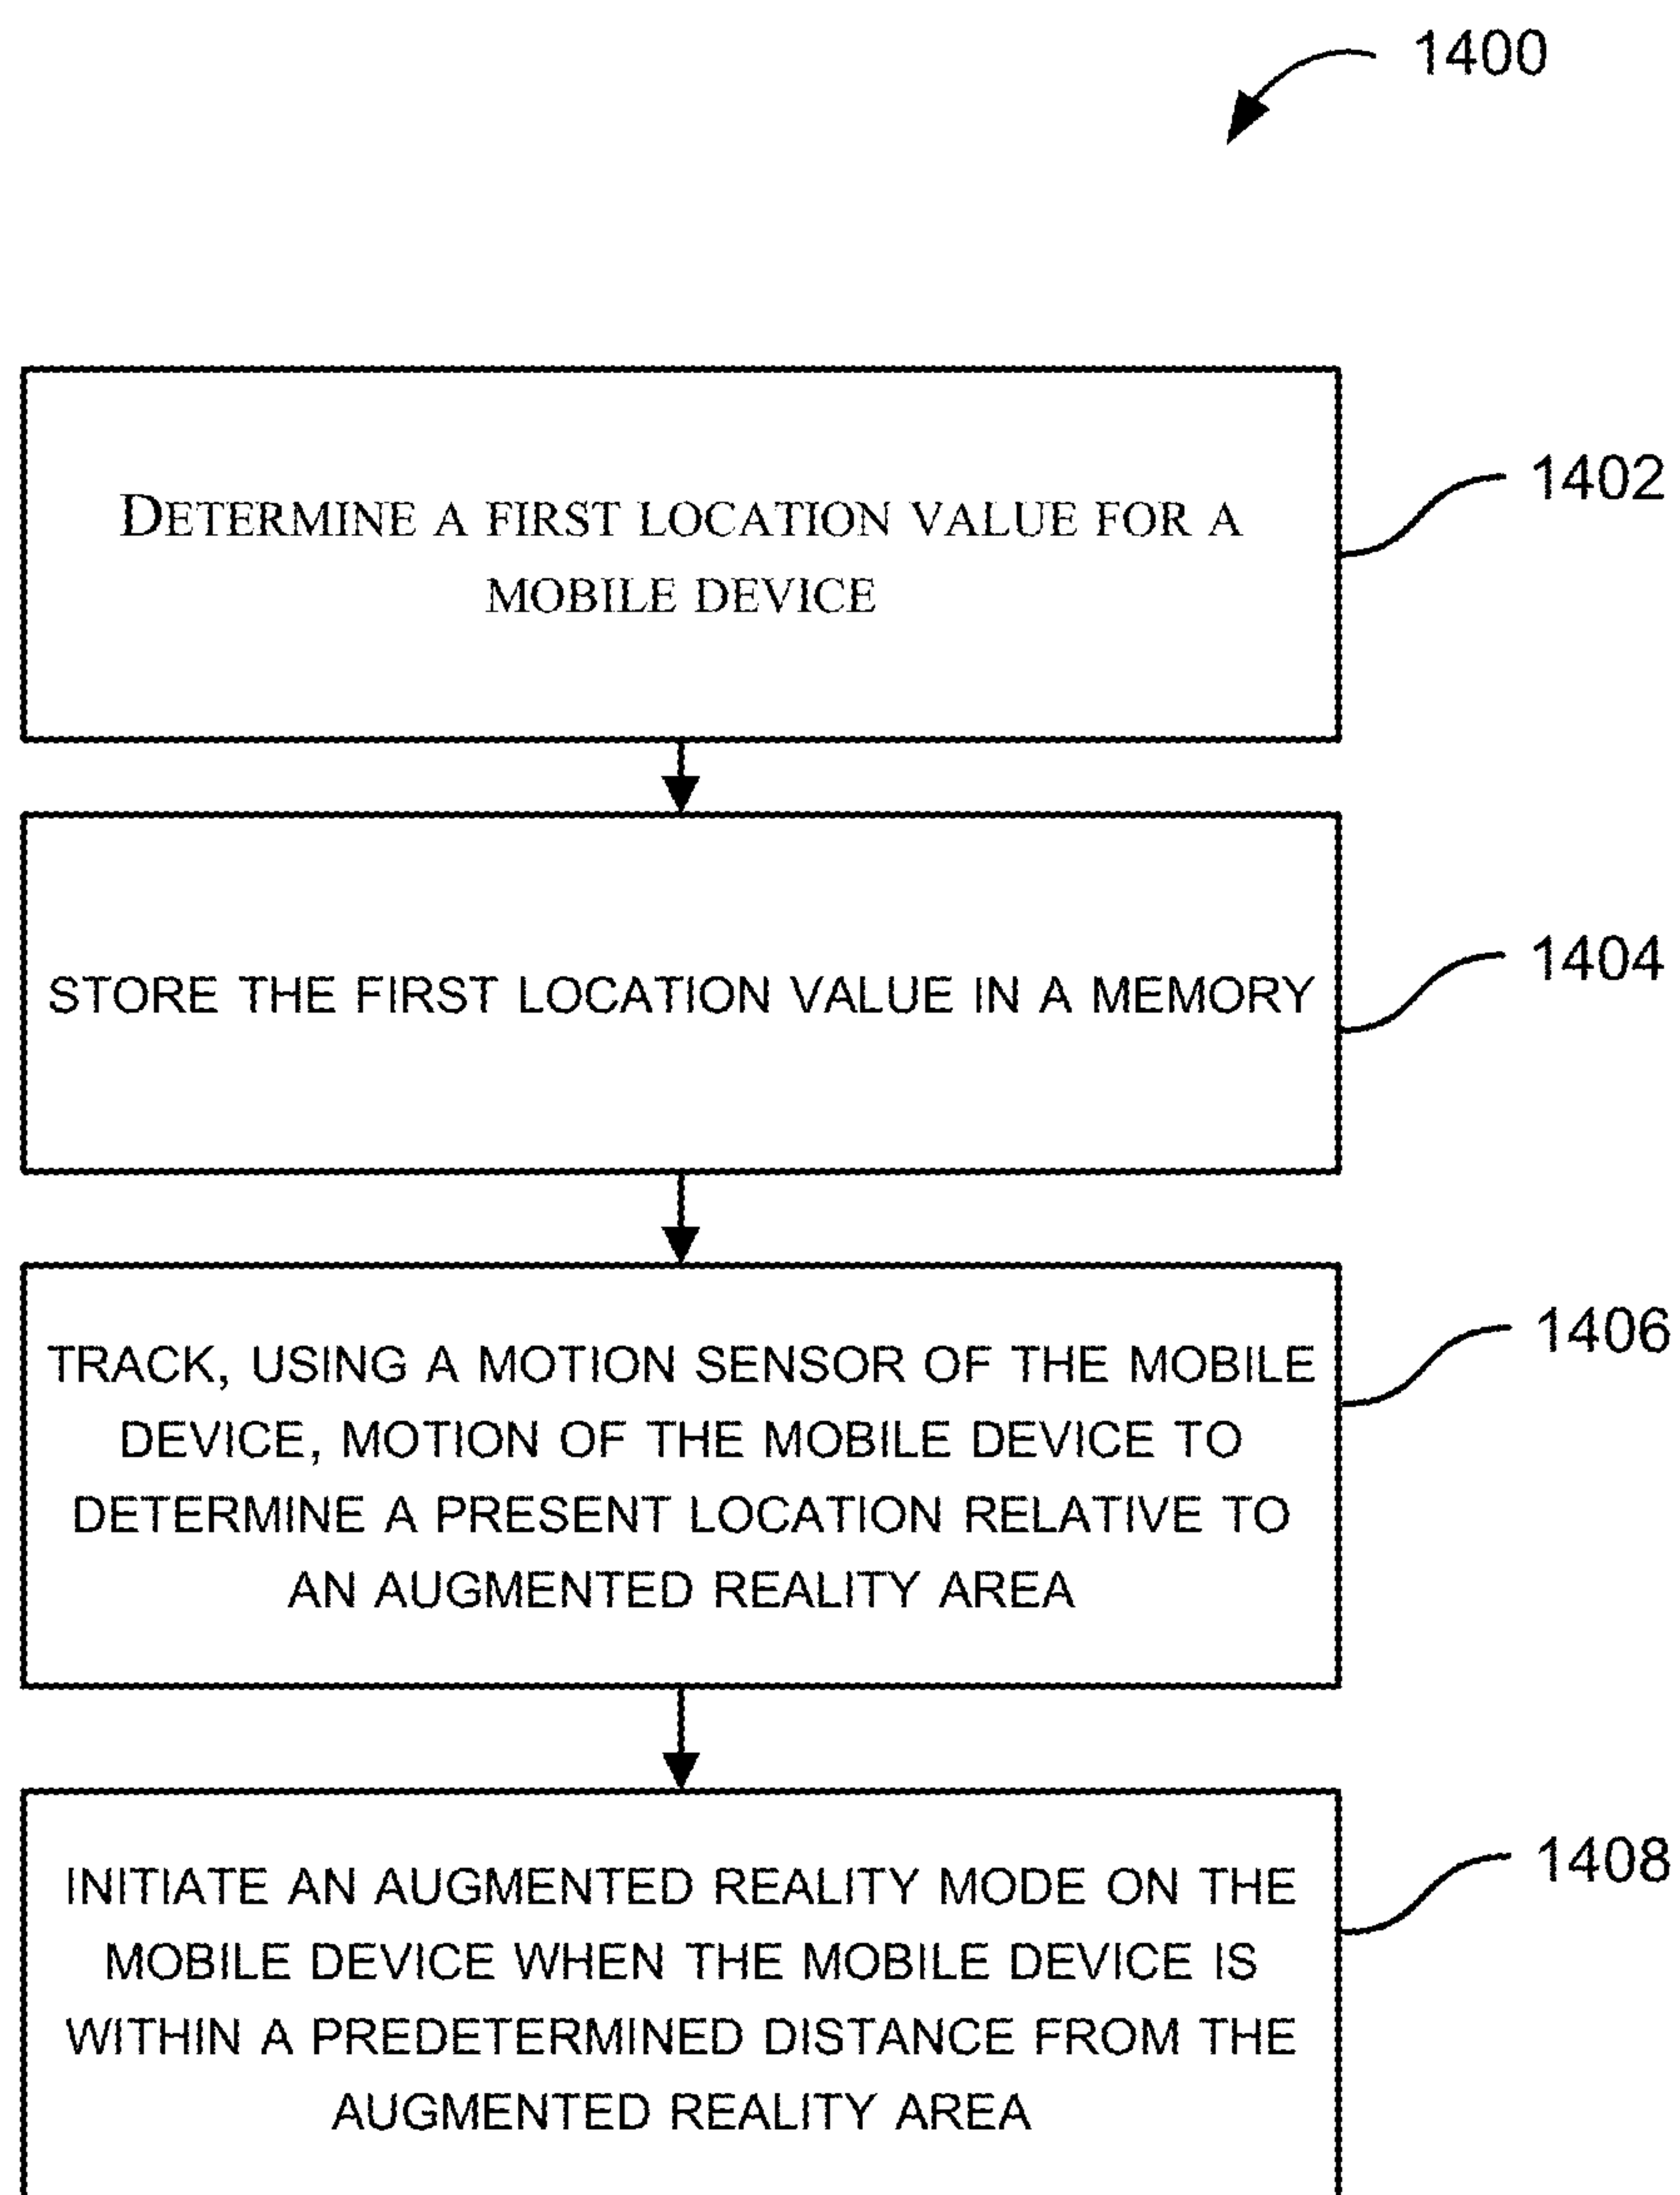 1400
DETERMINE A FIRST LOCATION VALUE FOR A
MOBILE DEVICE
1402
STORE THE FIRST LOCATION VALUE IN A MEMORY
1404
TRACK, USING A MOTION SENSOR OF THE MOBILE
DEVICE, MOTION OF THE MOBILE DEVICE TO
DETERMINE A PRESENT LOCATION RELATIVE TO
AN AUGMENTED REALITY AREA
1406
INITIATE AN AUGMENTED REALITY MODE ON THE
MOBILE DEVICE WHEN THE MOBILE DEVICE IS
WITHIN A PREDETERMINED DISTANCE FROM THE
AUGMENTED REALITY AREA
1408